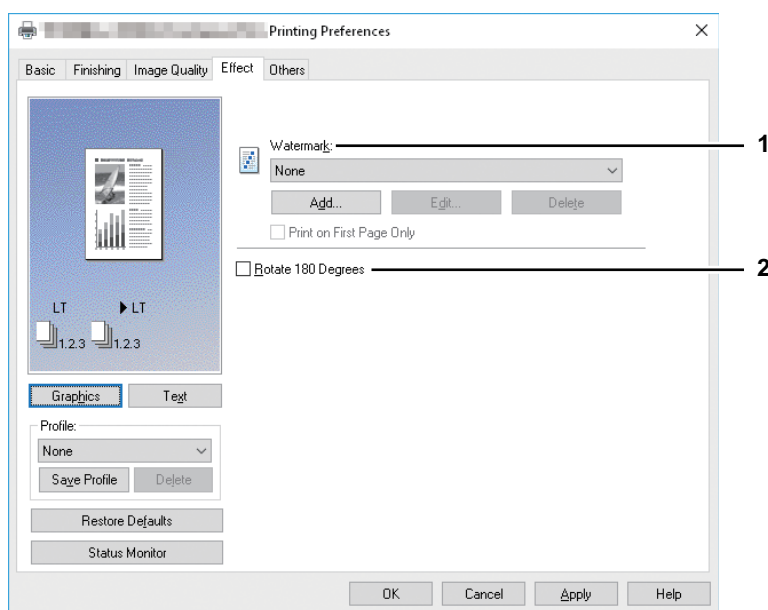 Printing Preferences
Basic Finishing Image Quality Effect Others
Watermark: 1
None
Add... Edit... Delete
Print on First Page Only
Rotate 180 Degrees 2
LT LT
1.2.3 1.2.3
Graphics Text
Profile:
None
Save Profile Delete
Restore Defaults
Status Monitor
OK Cancel Apply Help